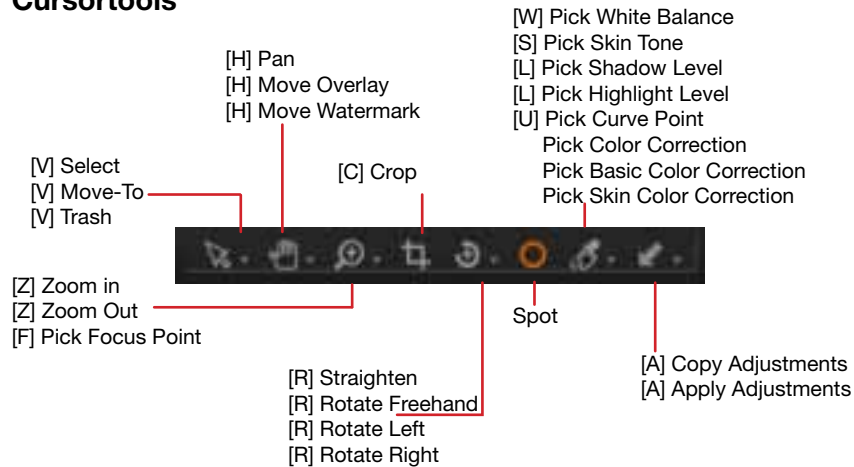 Cursortools
[W] Pick White Balance
[S] Pick Skin Tone
[L] Pick Shadow Level
[L] Pick Highlight Level
[U] Pick Curve Point
Pick Color Correction
Pick Basic Color Correction
Pick Skin Color Correction
[H] Pan
[H] Move Overlay
[H] Move Watermark
[V] Select
[V] Move-To
[V] Trash
[C] Crop
[Z] Zoom in
[Z] Zoom Out
[F] Pick Focus Point
Spot
[R] Straighten
[R] Rotate Freehand
[R] Rotate Left
[R] Rotate Right
[A] Copy Adjustments
[A] Apply Adjustments